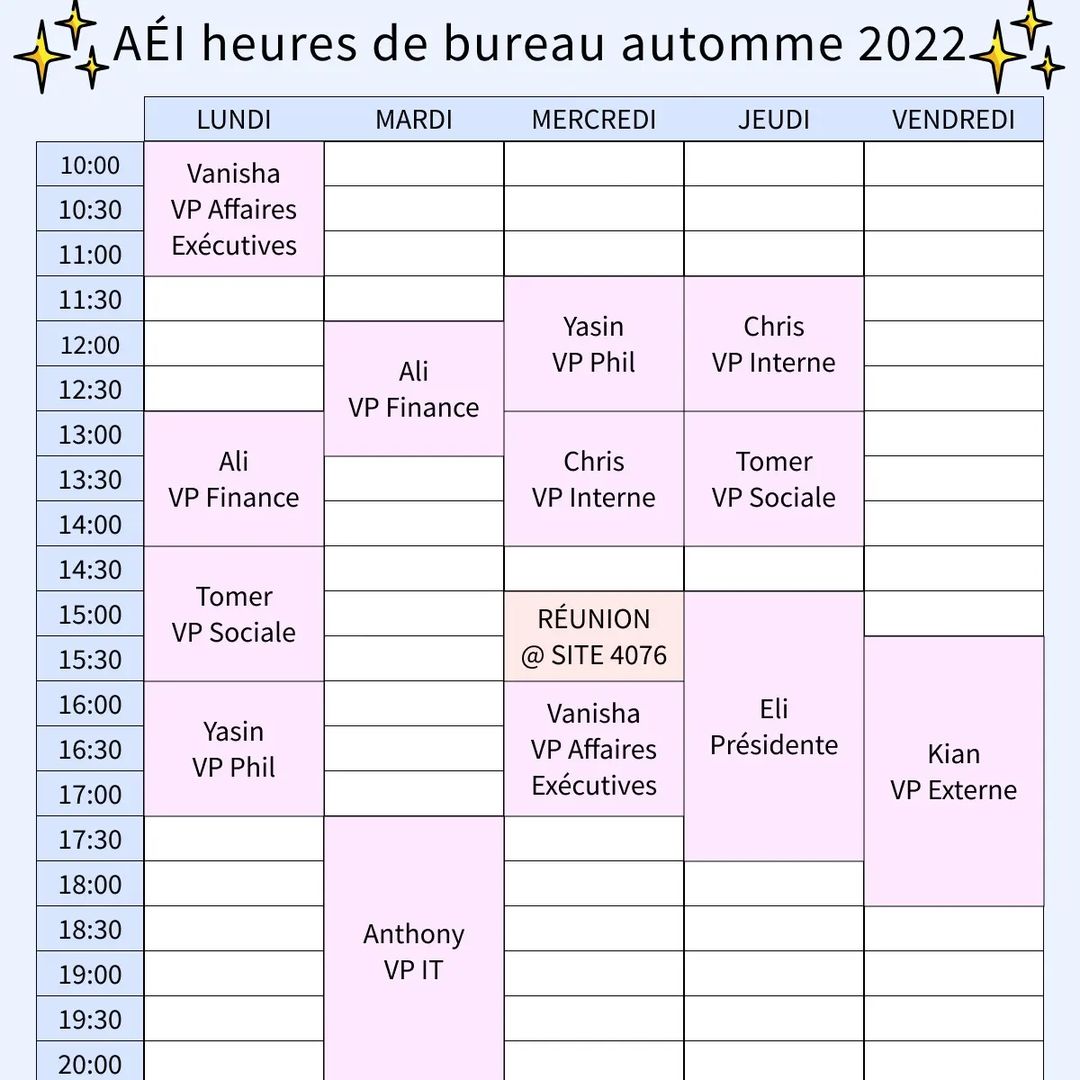 AÉI heures de bureau automme 2022
LUNDI MARDI MERCREDI JEUDI VENDREDI
10:00
10:30
11:00
11:30
12:00
12:30
13:00
13:30
14:00
14:30
15:00
15:30
16:00
16:30
17:00
17:30
18:00
18:30
19:00
19:30
20:00
Vanisha
VP Affaires
Exécutives
Ali
VP Finance
Tomer
VP Sociale
Yasin
VP Phil
Ali
VP Finance
Anthony
VP IT
Yasin
VP Phil
Chris
VP Interne
RÉUNION
@ SITE 4076
Vanisha
VP Affaires
Exécutives
Chris
VP Interne
Tomer
VP Sociale
Eli
Présidente
Kian
VP Externe